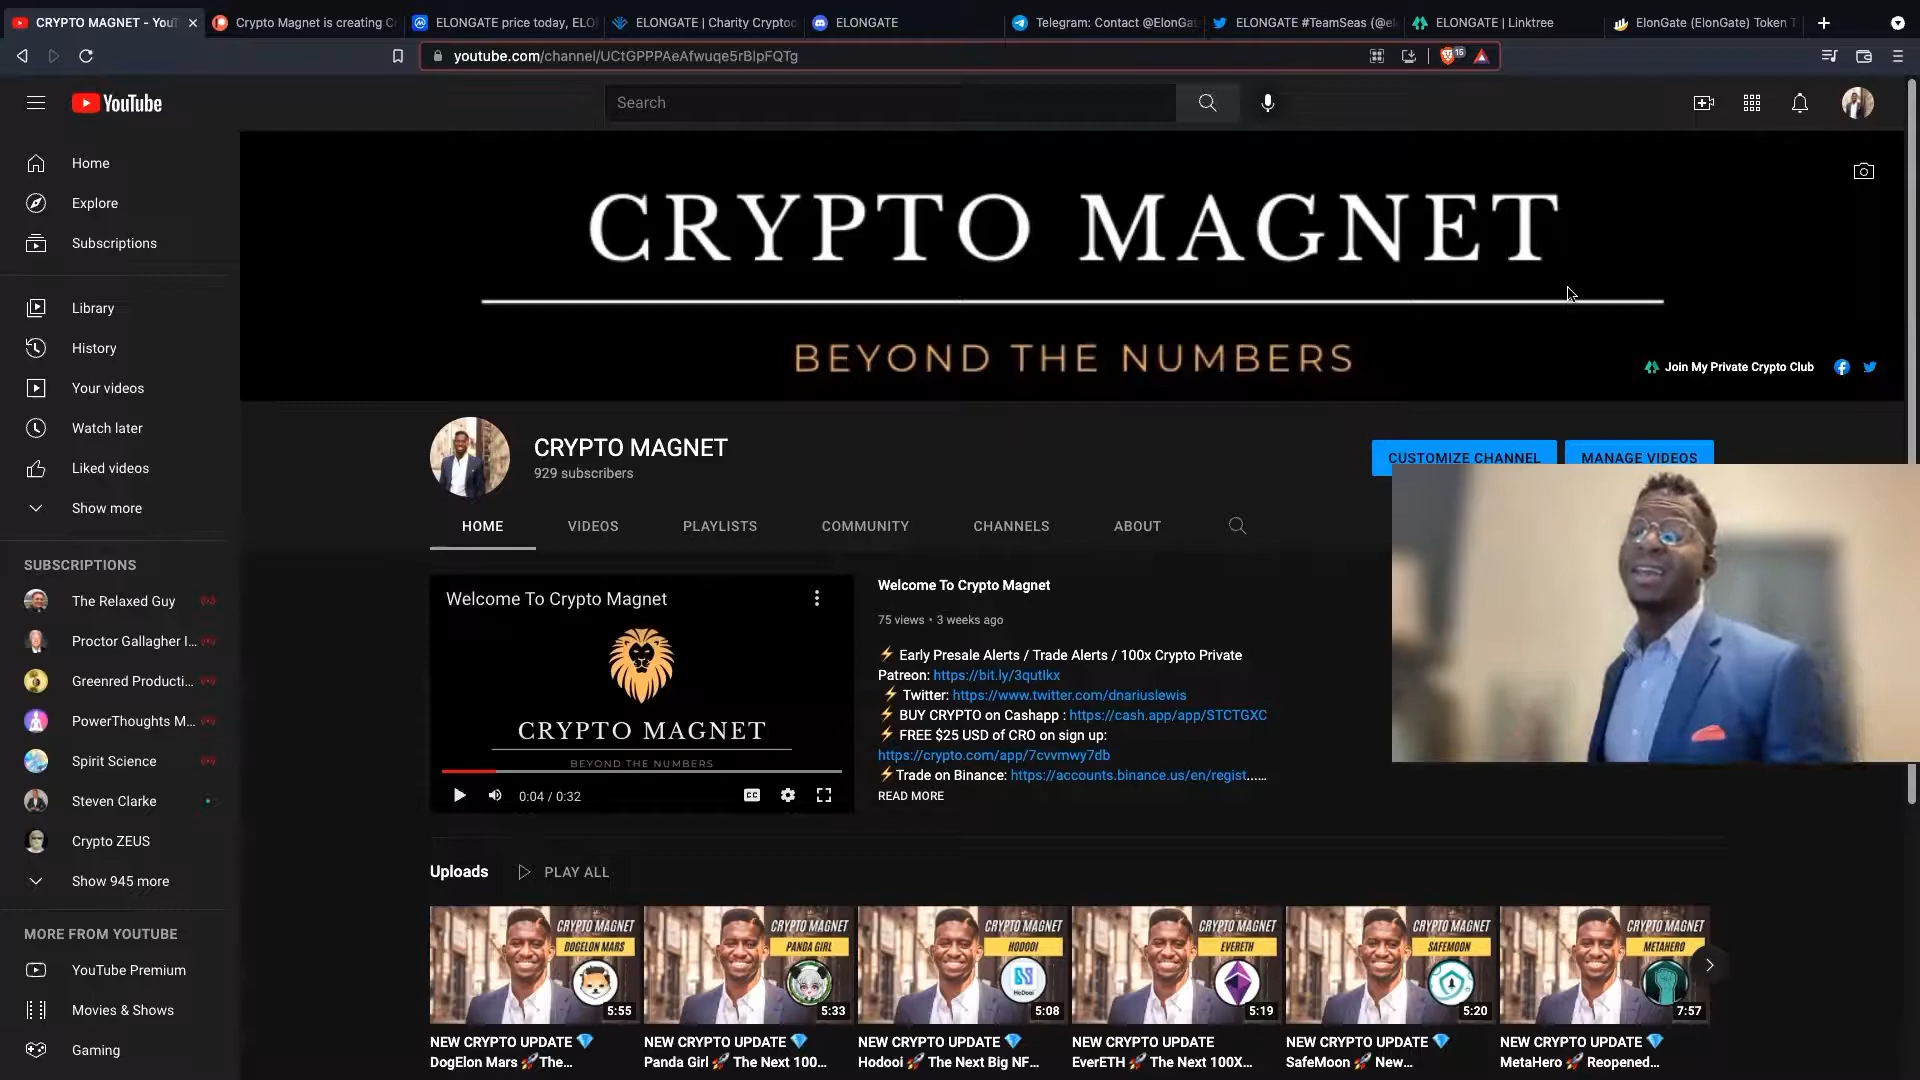 CRYPTO MAGNET - YouT
Crypto Magnet is creating Cr
ELONGATE price today, ELO
ELONGATE | Charity Cryptoc
ELONGATE
Telegram: Contact @ElonGat
ELONGATE #TeamSeas (@el
ELONGATE | Linktree
ElonGate (ElonGate) Token T
youtube.com/channel/UCtGPPPAeAfwuqe5rBIpFQTg
15
YouTube
Search
Home
Explore
Subscriptions
Library
History
Your videos
Watch later
Liked videos
Show more
SUBSCRIPTIONS
The Relaxed Guy
Proctor Gallagher I...
Greenred Producti...
PowerThoughts M...
Spirit Science
Steven Clarke
Crypto ZEUS
Show 945 more
MORE FROM YOUTUBE
YouTube Premium
Movies & Shows
Gaming
CRYPTO MAGNET
BEYOND THE NUMBERS
Join My Private Crypto Club
CRYPTO MAGNET
929 subscribers
CUSTOMIZE CHANNEL
MANAGE VIDEOS
HOME
VIDEOS
PLAYLISTS
COMMUNITY
CHANNELS
ABOUT
Welcome To Crypto Magnet
CRYPTO MAGNET
BEYOND THE NUMBERS
0:04 / 0:32
Welcome To Crypto Magnet
75 views • 3 weeks ago
⚡ Early Presale Alerts / Trade Alerts / 100x Crypto Private
Patreon: https://bit.ly/3qutIkx
⚡ Twitter: https://www.twitter.com/dnariuslewis
⚡ BUY CRYPTO on Cashapp : https://cash.app/app/STCTGXC
⚡ FREE $25 USD of CRO on sign up:
https://crypto.com/app/7cvvmwy7db
⚡Trade on Binance: https://accounts.binance.us/en/regist......
READ MORE
Uploads
PLAY ALL
CRYPTO MAGNET
DOGELON MARS
5:55
NEW CRYPTO UPDATE 💎
DogElon Mars 🚀The...
CRYPTO MAGNET
PANDA GIRL
5:33
NEW CRYPTO UPDATE 💎
Panda Girl 🚀 The Next 100...
CRYPTO MAGNET
HODOOI
HoDooi
5:08
NEW CRYPTO UPDATE 💎
Hodooi 🚀 The Next Big NF...
CRYPTO MAGNET
EVERETH
5:19
NEW CRYPTO UPDATE
EverETH 🚀 The Next 100X...
CRYPTO MAGNET
SAFEMOON
5:20
NEW CRYPTO UPDATE 💎
SafeMoon 🚀 New...
CRYPTO MAGNET
METAHERO
7:57
NEW CRYPTO UPDATE 💎
MetaHero 🚀 Reopened...